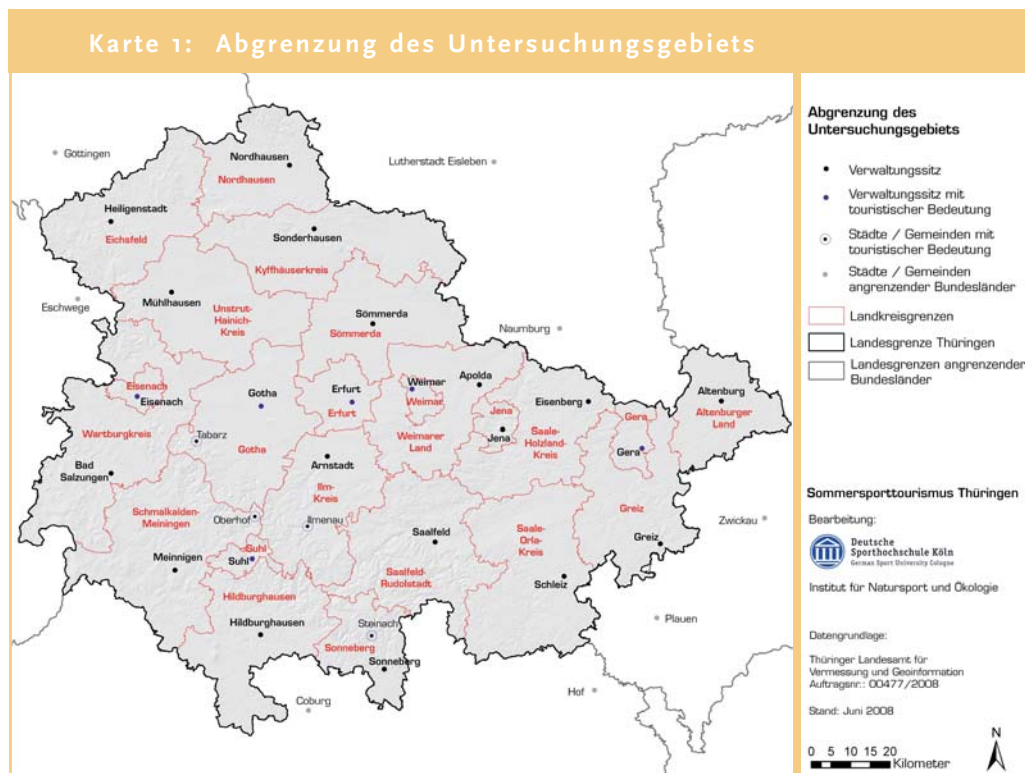 Karte 1: Abgrenzung des Untersuchungsgebiets
Göttingen
Nordhausen
Nordhausen
Lutherstadt Eisleben
Heiligenstadt
Eichsfeld
Sonderhausen
Kyffhäuserkreis
Eschwege
Mühlhausen
Unstrut-
Hainich-
Kreis
Sömmerda
Sömmerda
Naumburg
Eisenach
Eisenach
Wartburgkreis
Gotha
Tabarz
Gotha
Erfurt
Erfurt
Weimar
Weimar
Weimarer
Land
Apolda
Jena
Jena
Eisenberg
Saale-
Holzland-
Kreis
Gera
Gera
Altenburg
Altenburger
Land
Bad
Salzungen
Arnstadt
Ilm-
Kreis
Schmalkalden-
Meiningen
Oberhof
Ilmenau
Saalfeld
Saale-
Orla-
Kreis
Greiz
Greiz
Zwickau
Meinnigen
Suhl
Suhl
Saalfeld-
Rudolstadt
Schleiz
Hildburghausen
Hildburghausen
Steinach
Sonneberg
Sonneberg
Plauen
Coburg
Hof
Abgrenzung des
Untersuchungsgebiets
Verwaltungssitz
Verwaltungssitz mit
touristischer Bedeutung
Städte / Gemeinden mit
touristischer Bedeutung
Städte / Gemeinden
angrenzender Bundesländer
Landkreisgrenzen
Landesgrenze Thüringen
Landesgrenzen angrenzender
Bundesländer
Sommersporttourismus Thüringen
Bearbeitung:
Deutsche
Sporthochschule Köln
German Sport University Cologne
Institut für Natursport und Ökologie
Datengrundlage:
Thüringer Landesamt für
Vermessung und Geoinformation
Auftragsnr.: 00477/2008
Stand: Juni 2008
N
0 5 10 15 20
Kilometer